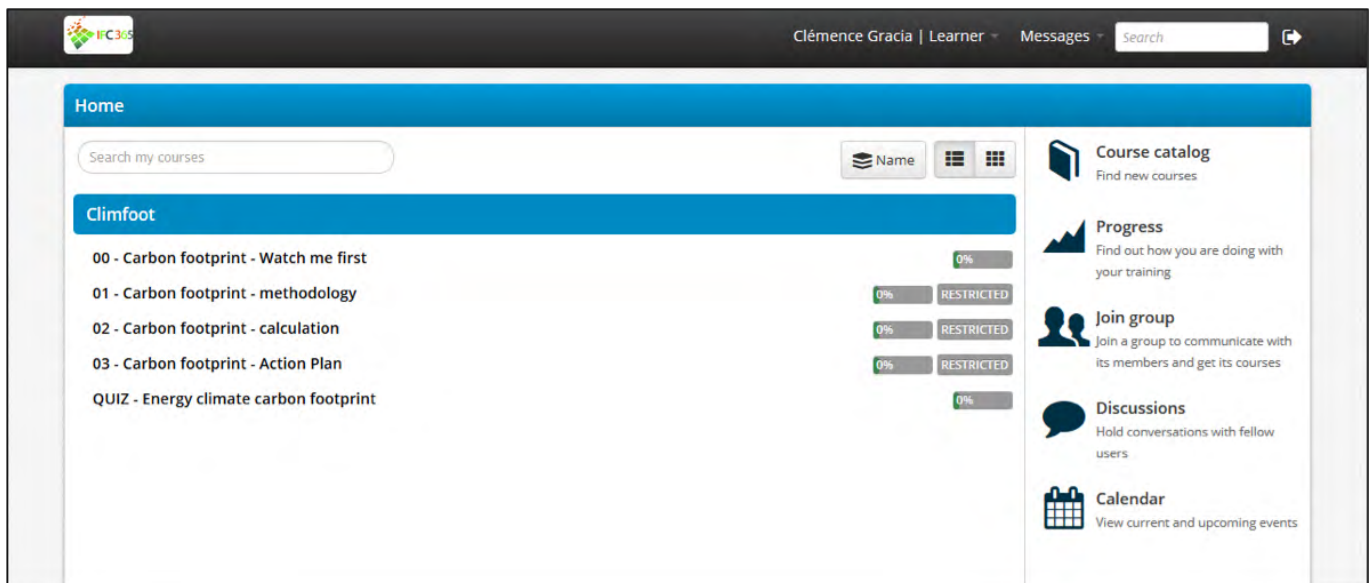 IFC365
Clémence Gracia | Learner
Messages
Search
Home
Search my courses
Name
Climfoot
00 - Carbon footprint - Watch me first
0%
01 - Carbon footprint - methodology
0% RESTRICTED
02 - Carbon footprint - calculation
0% RESTRICTED
03 - Carbon footprint - Action Plan
0% RESTRICTED
QUIZ - Energy climate carbon footprint
0%
Course catalog
Find new courses
Progress
Find out how you are doing with
your training
Join group
Join a group to communicate with
its members and get its courses
Discussions
Hold conversations with fellow
users
Calendar
View current and upcoming events